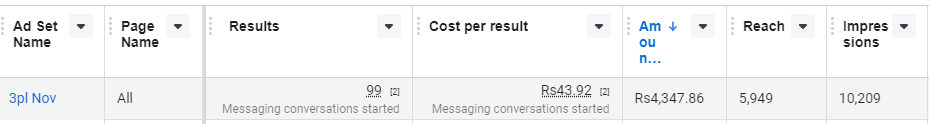 Ad Set Name
Page Name
Results
Cost per result
Am ↓
ou
n...
Reach
Impres
sions
3pl Nov
All
99 [2]
Messaging conversations started
Rs43.92 [2]
Messaging conversations started
Rs4,347.86
5,949
10,209